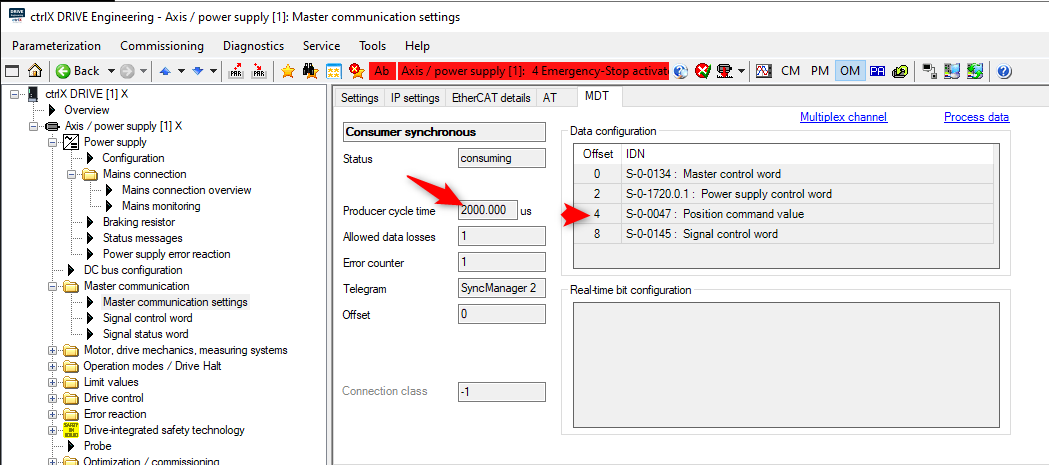 ctrlX DRIVE Engineering - Axis / power supply [1]: Master communication settings
Parameterization Commissioning Diagnostics Service Tools Help
Back Ab Axis / power supply [1]: 4 Emergency-Stop activat CM PM OM
ctrlX DRIVE [1] X
Overview
Axis / power supply [1] X
Power supply
Configuration
Mains connection
Mains connection overview
Mains monitoring
Braking resistor
Status messages
Power supply error reaction
DC bus configuration
Master communication
Master communication settings
Signal control word
Signal status word
Motor, drive mechanics, measuring systems
Operation modes / Drive Halt
Limit values
Drive control
Error reaction
Drive-integrated safety technology
Probe
Optimization / commissioning
Settings IP settings EtherCAT details AT MDT
Multiplex channel Process data
Consumer synchronous
Status consuming
Producer cycle time 2000.000 us
Allowed data losses 1
Error counter 1
Telegram SyncManager 2
Offset 0
Connection class -1
Data configuration
Offset IDN
0 S-0-0134 : Master control word
2 S-0-1720.0.1 : Power supply control word
4 S-0-0047 : Position command value
8 S-0-0145 : Signal control word
Real-time bit configuration